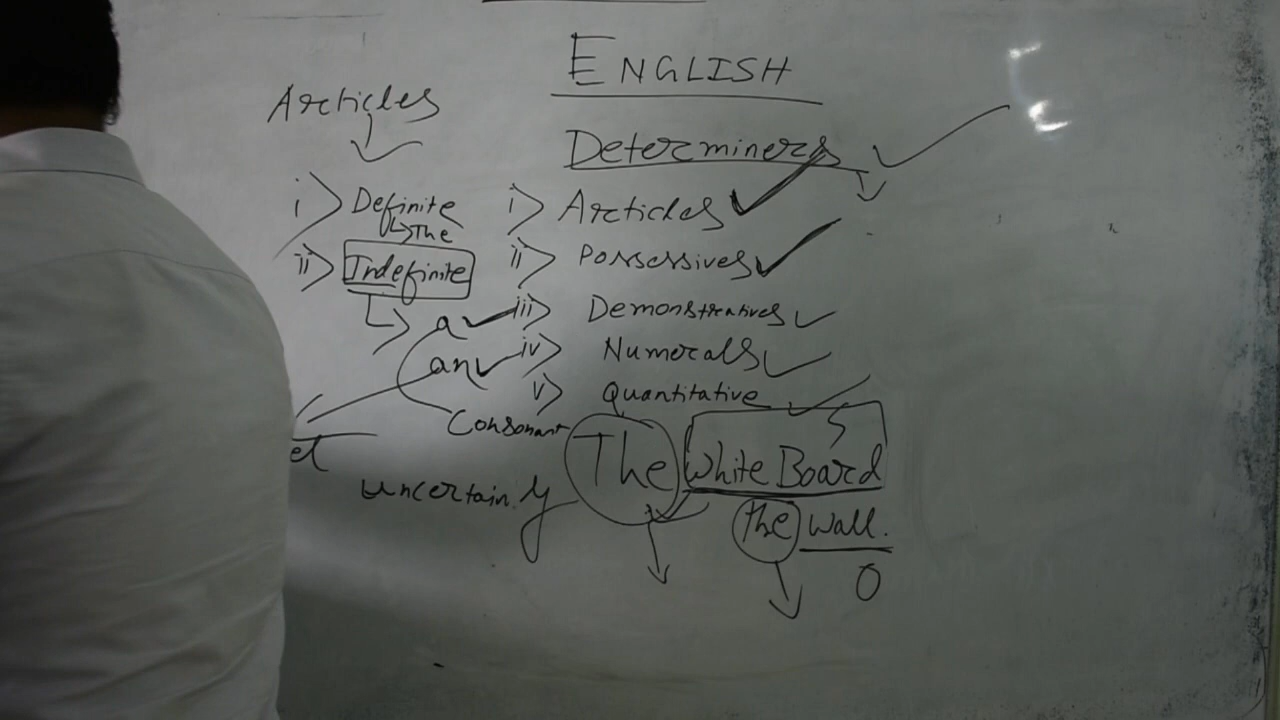 ENGLISH
Articles
Determiners
i) Definite
↳ The
ii) Indefinite
↳ a
an
Consonant
uncertain
i) Articles
ii) Possessives
iii) Demonstratives
iv) Numerals
v) Quantitative
The White Board
S
the wall.
O